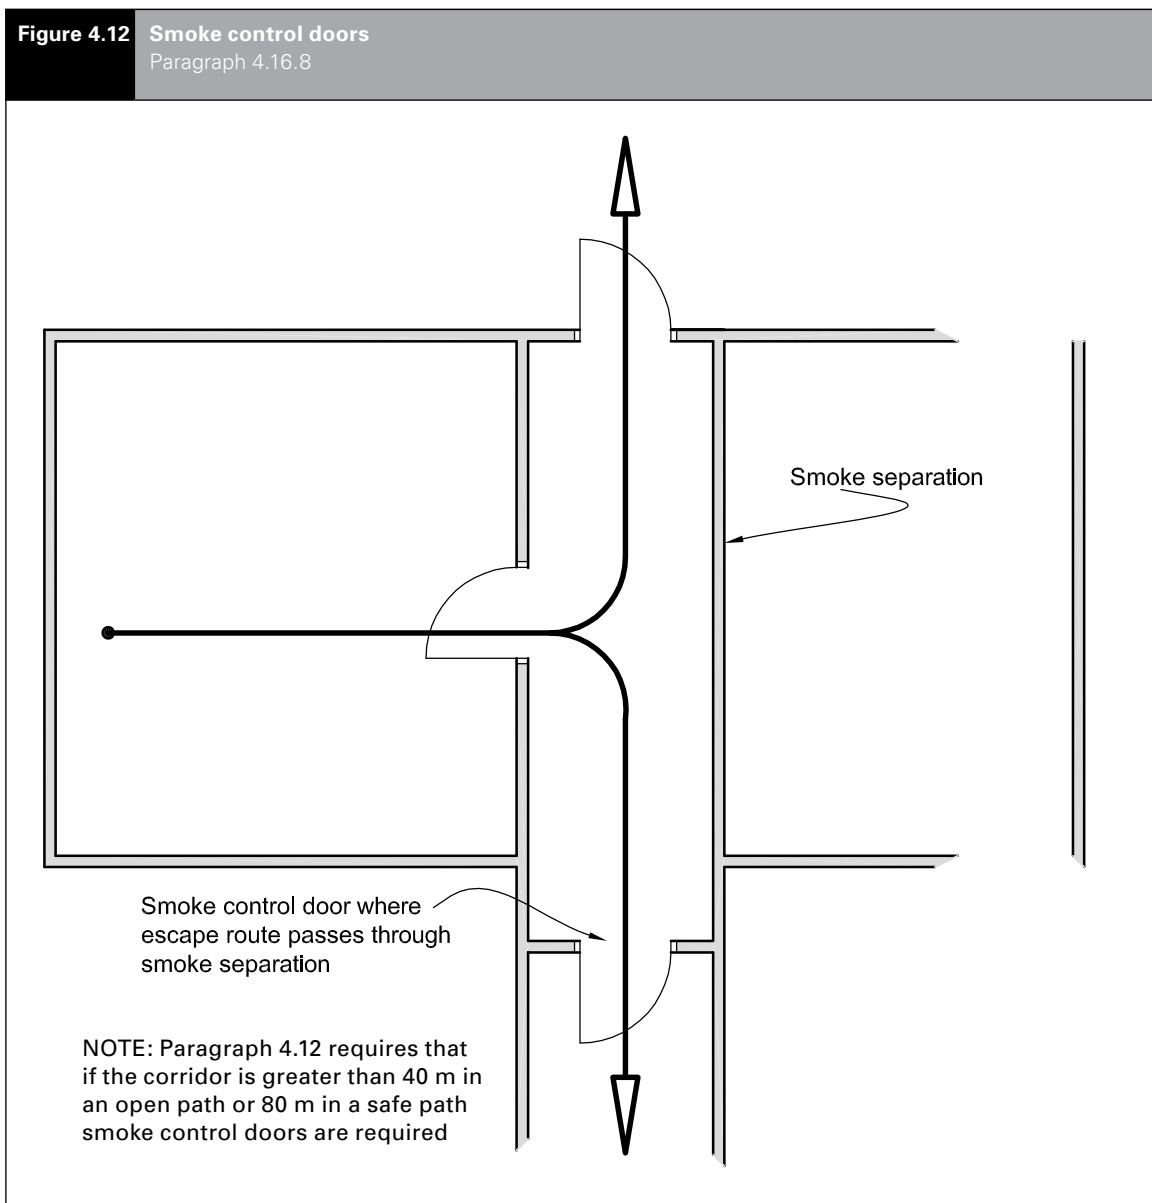 Figure 4.12 Smoke control doors
Paragraph 4.16.8
Smoke separation
Smoke control door where
escape route passes through
smoke separation
NOTE: Paragraph 4.12 requires that
if the corridor is greater than 40 m in
an open path or 80 m in a safe path
smoke control doors are required